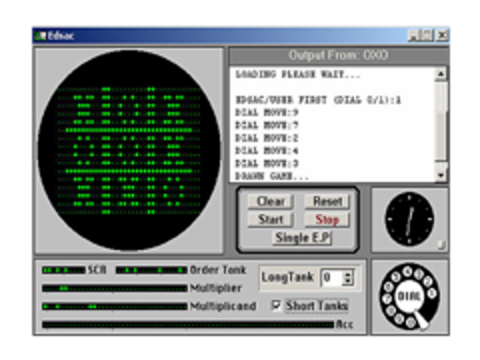 Edsac
Output From: OXO
LOADING PLEASE WAIT...
EDSAC/USER FIRST (DIAL 0/1):1
DIAL MOVE:9
DIAL MOVE:7
DIAL MOVE:2
DIAL MOVE:4
DIAL MOVE:3
DRAWN GAME...
Clear Reset
Start Stop
Single E.P
SCR Order Tank
LongTank 0
Multiplier
Multiplicand
Short Tanks
Acc
DIAL